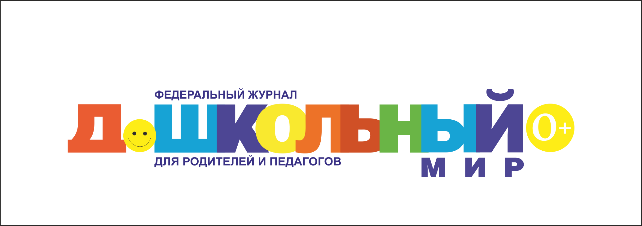 ФЕДЕРАЛЬНЫЙ ЖУРНАЛ
ДОШКОЛЬНЫЙ 0+
ДЛЯ РОДИТЕЛЕЙ И ПЕДАГОГОВ
МИР